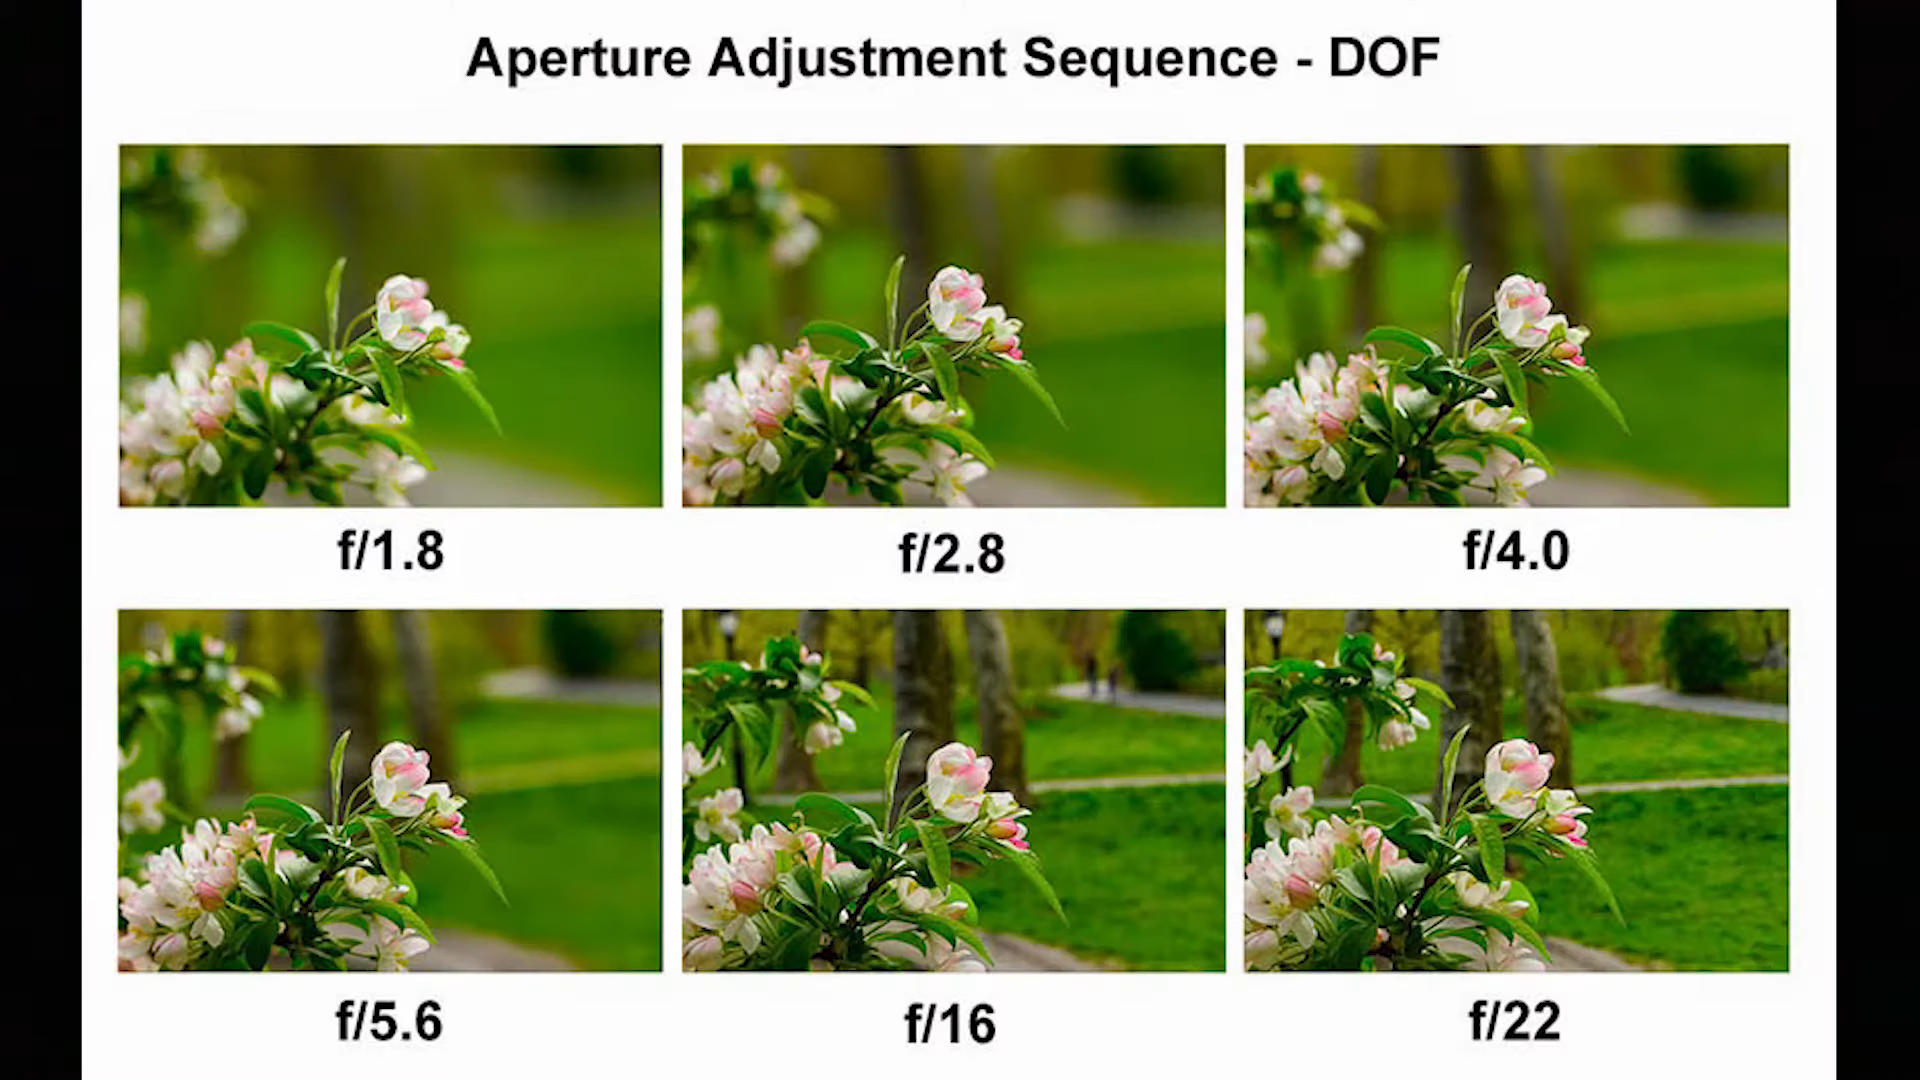 Aperture Adjustment Sequence - DOF
f/1.8
f/2.8
f/4.0
f/5.6
f/16
f/22